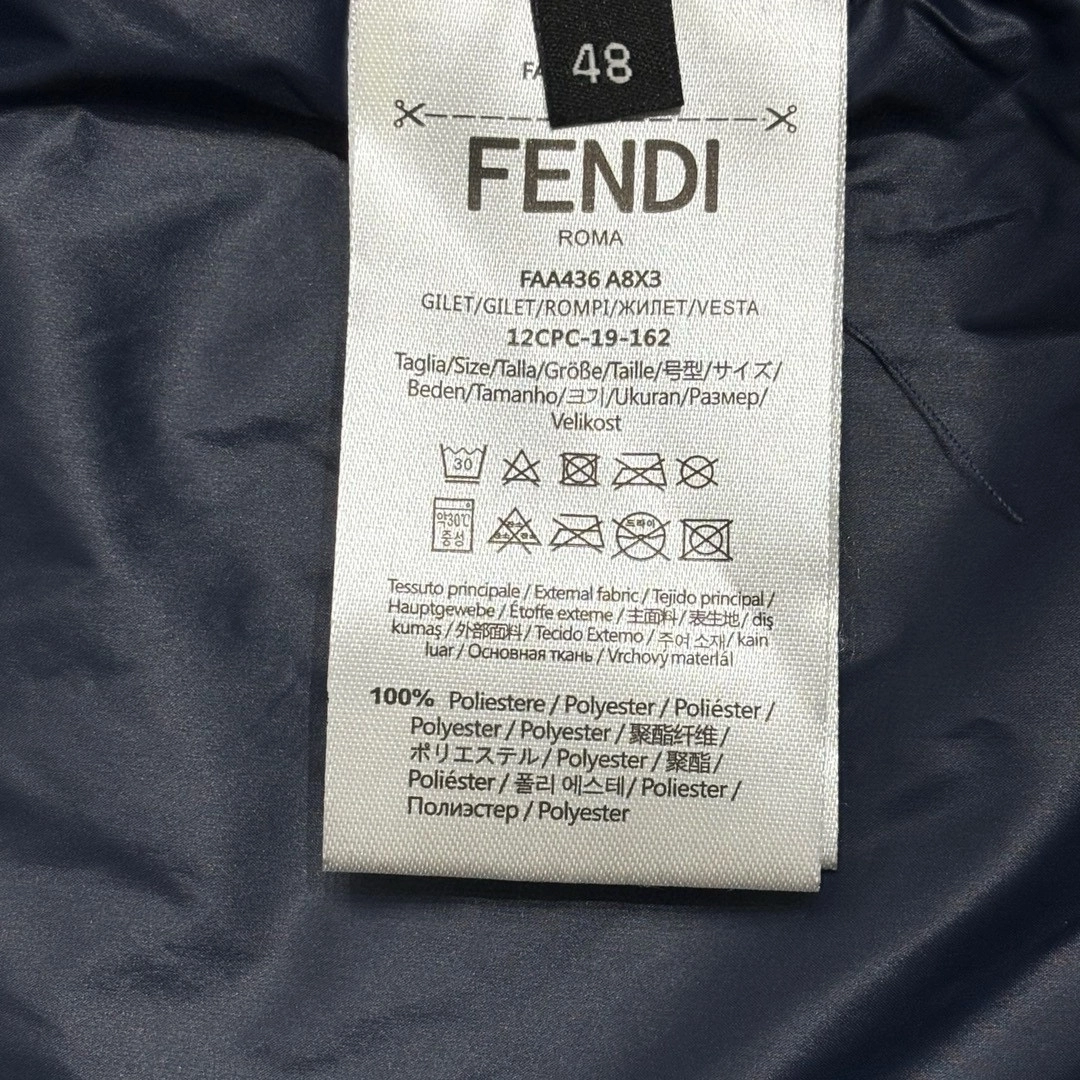 48
FENDI
ROMA
FAA436 A8X3
GILET/GILET/ROMPI/ЖИЛЕТ/VESTA
12CPC-19-162
Taglia/Size/Talla/Größe/Taille/号型/サイズ/
Beden/Tamanho/크기/Ukuran/Размер/
Velikost
30
약30℃
중성
드라이
Tessuto principale / External fabric / Tejido principal /
Hauptgewebe / Étoffe externe / 主面料 / 表生地 / diş
kumaş / 外部面料 / Tecido Externo / 주어 소재 / kain
luar / Основная ткань / Vrchový materlál
100% Poliestere / Polyester / Poliéster /
Polyester / Polyester / 聚酯纤维 /
ポリエステル / Polyester / 聚酯 /
Poliéster / 폴리 에스테 / Poliester /
Полиэстер / Polyester